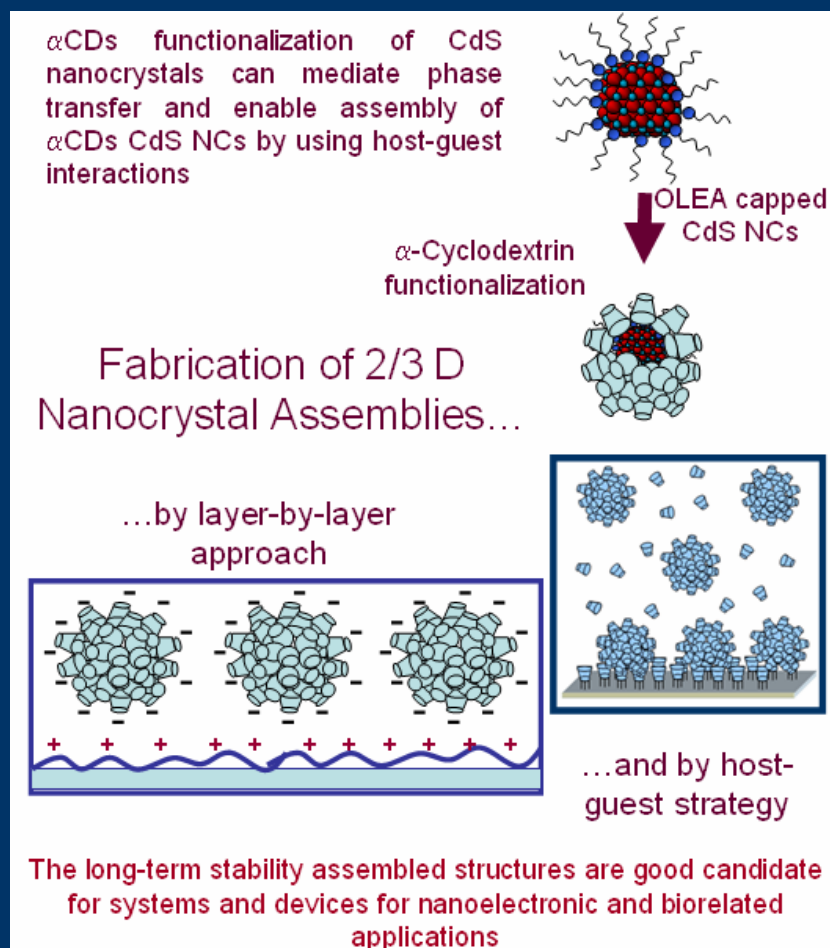 αCDs functionalization of CdS
nanocrystals can mediate phase
transfer and enable assembly of
αCDs CdS NCs by using host-guest
interactions
OLEA capped
CdS NCs
α-Cyclodextrin
functionalization
Fabrication of 2/3 D
Nanocrystal Assemblies...
...by layer-by-layer
approach
+ + + + + + + + + + +
...and by host-
guest strategy
The long-term stability assembled structures are good candidate
for systems and devices for nanoelectronic and biorelated
applications